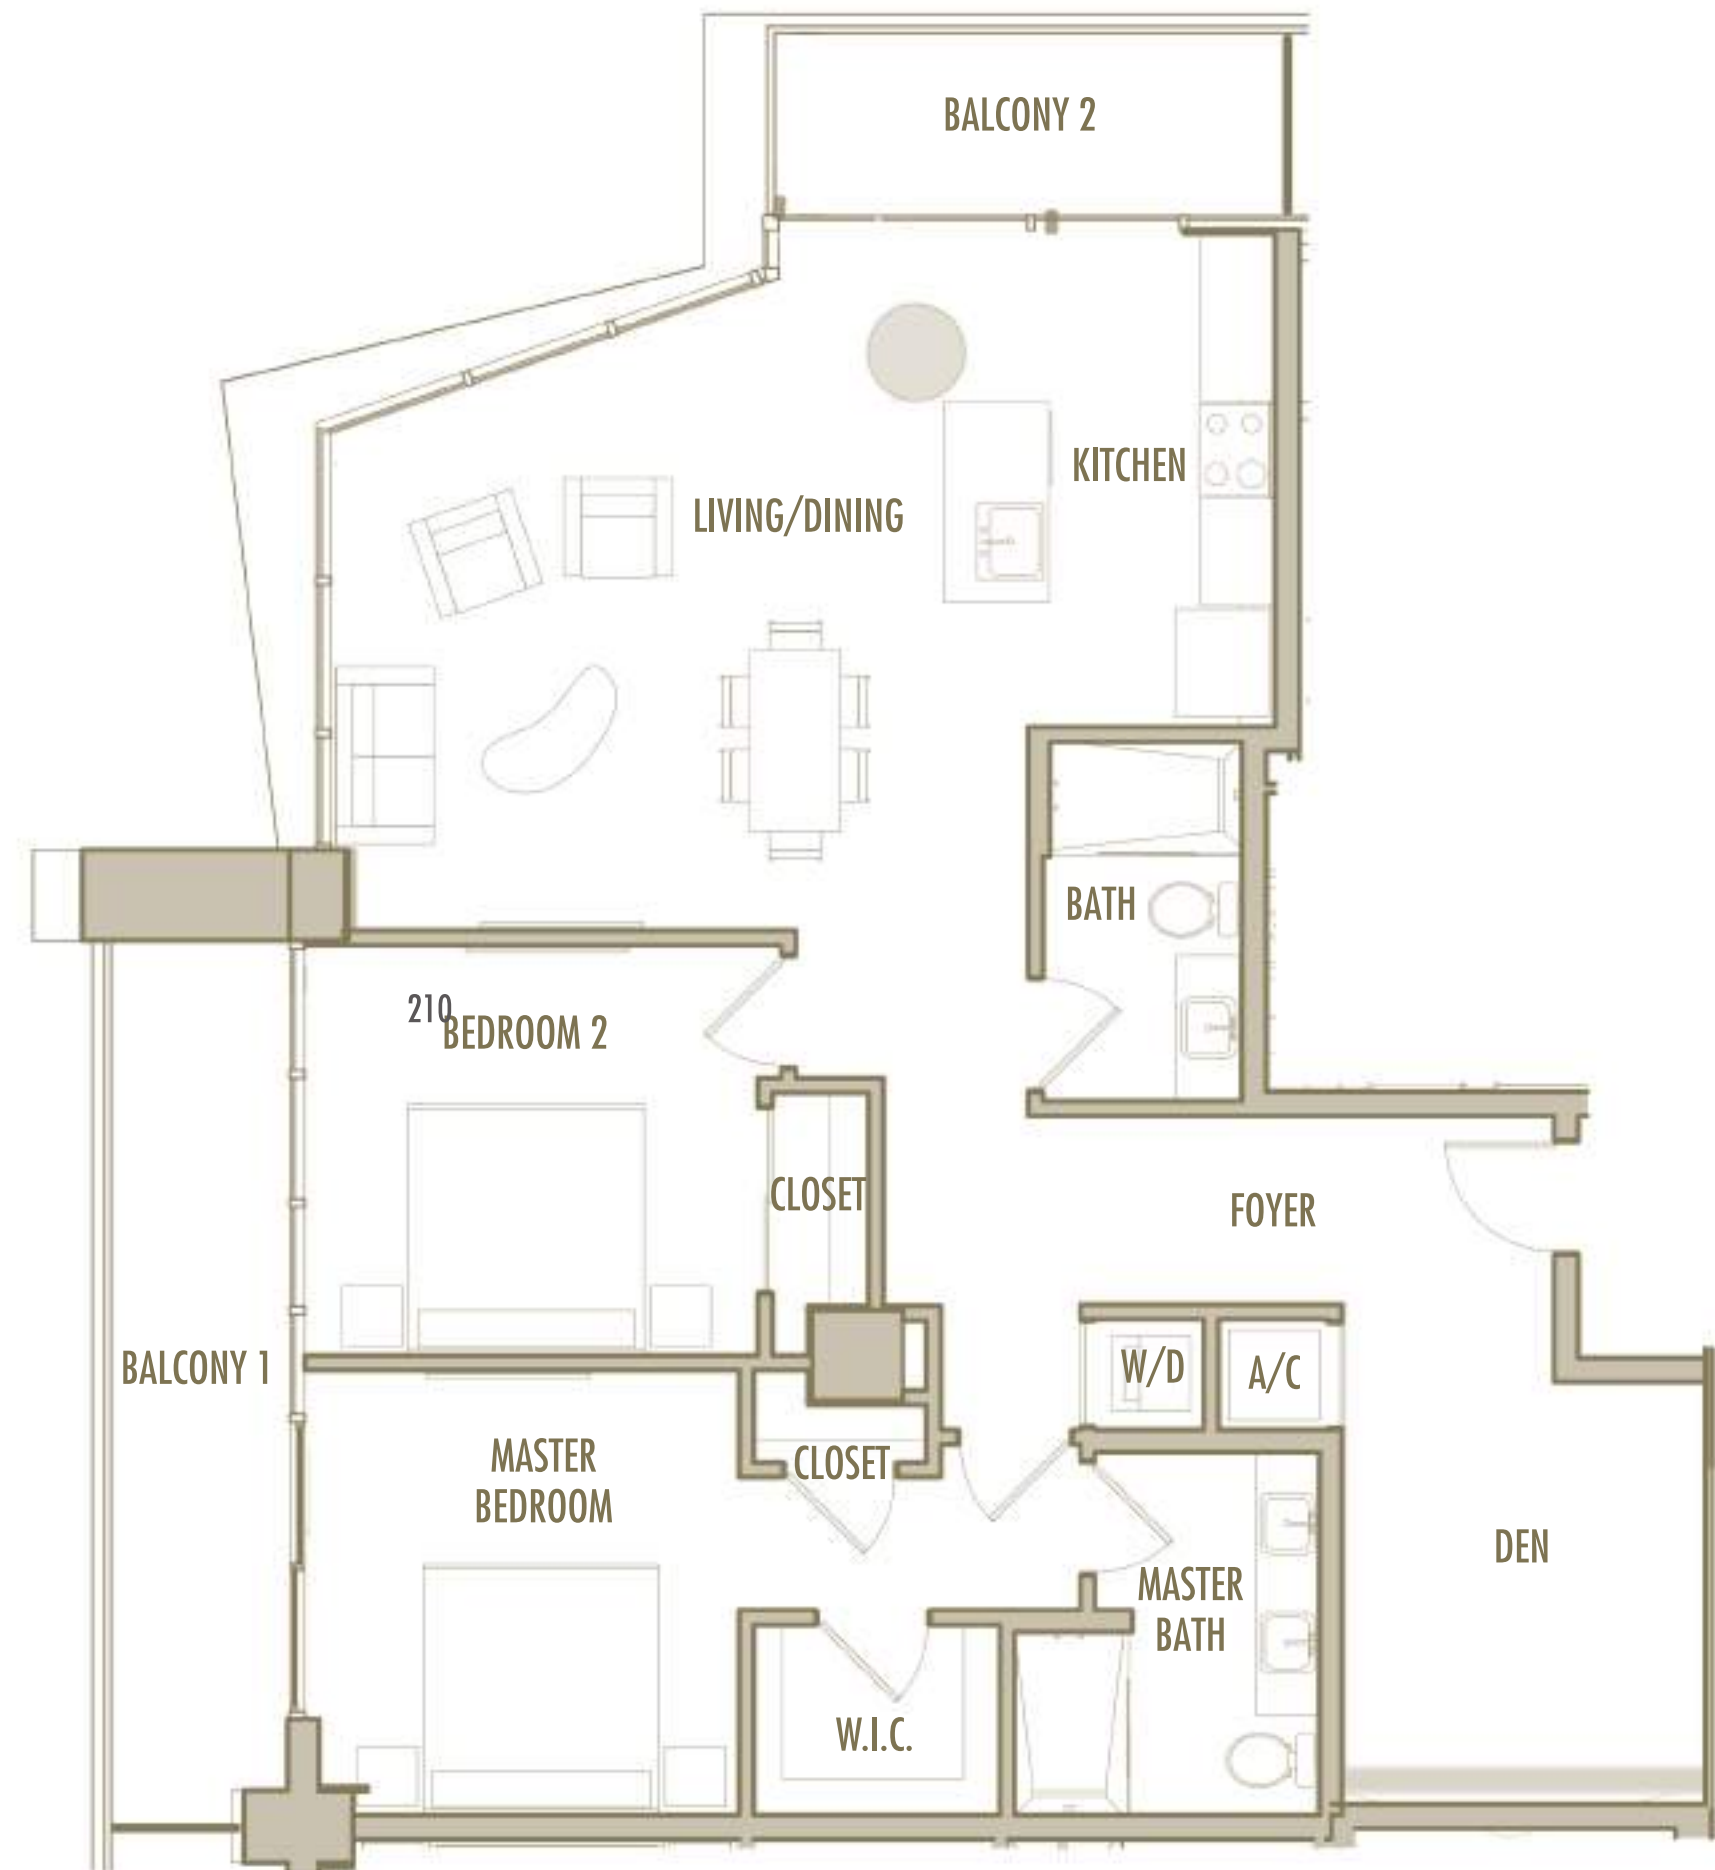 BALCONY 2
KITCHEN
LIVING/DINING
BATH
210
BEDROOM 2
CLOSET
FOYER
BALCONY 1
W/D
A/C
MASTER
BEDROOM
CLOSET
DEN
MASTER
BATH
W.I.C.